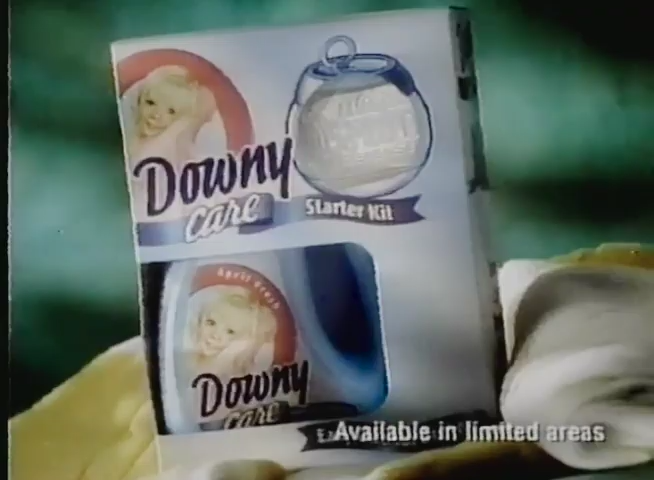 Downy
care
Starter Kit
April Fresh
Downy
care
Available in limited areas